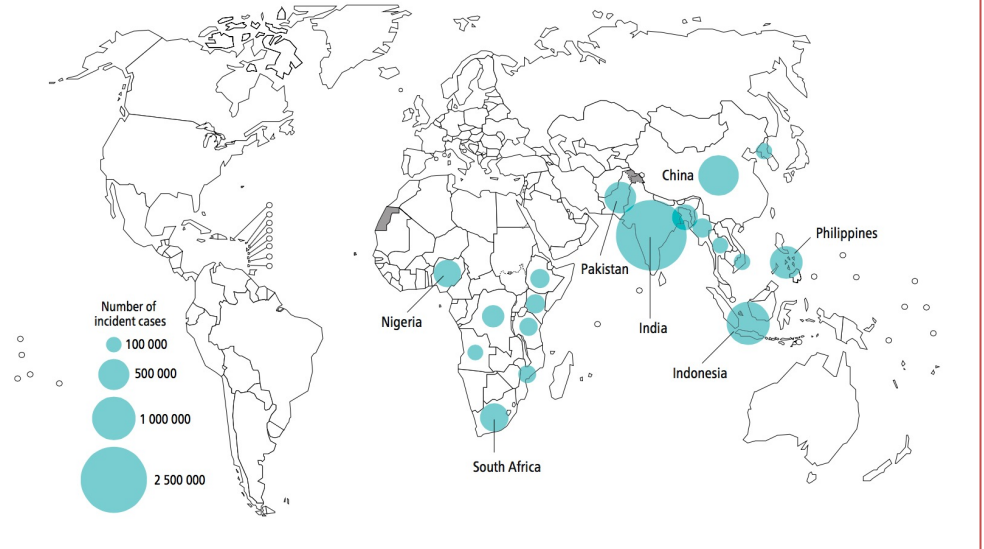 China
Philippines
Pakistan
Nigeria
India
Indonesia
South Africa
Number of
incident cases
100 000
500 000
1 000 000
2 500 000